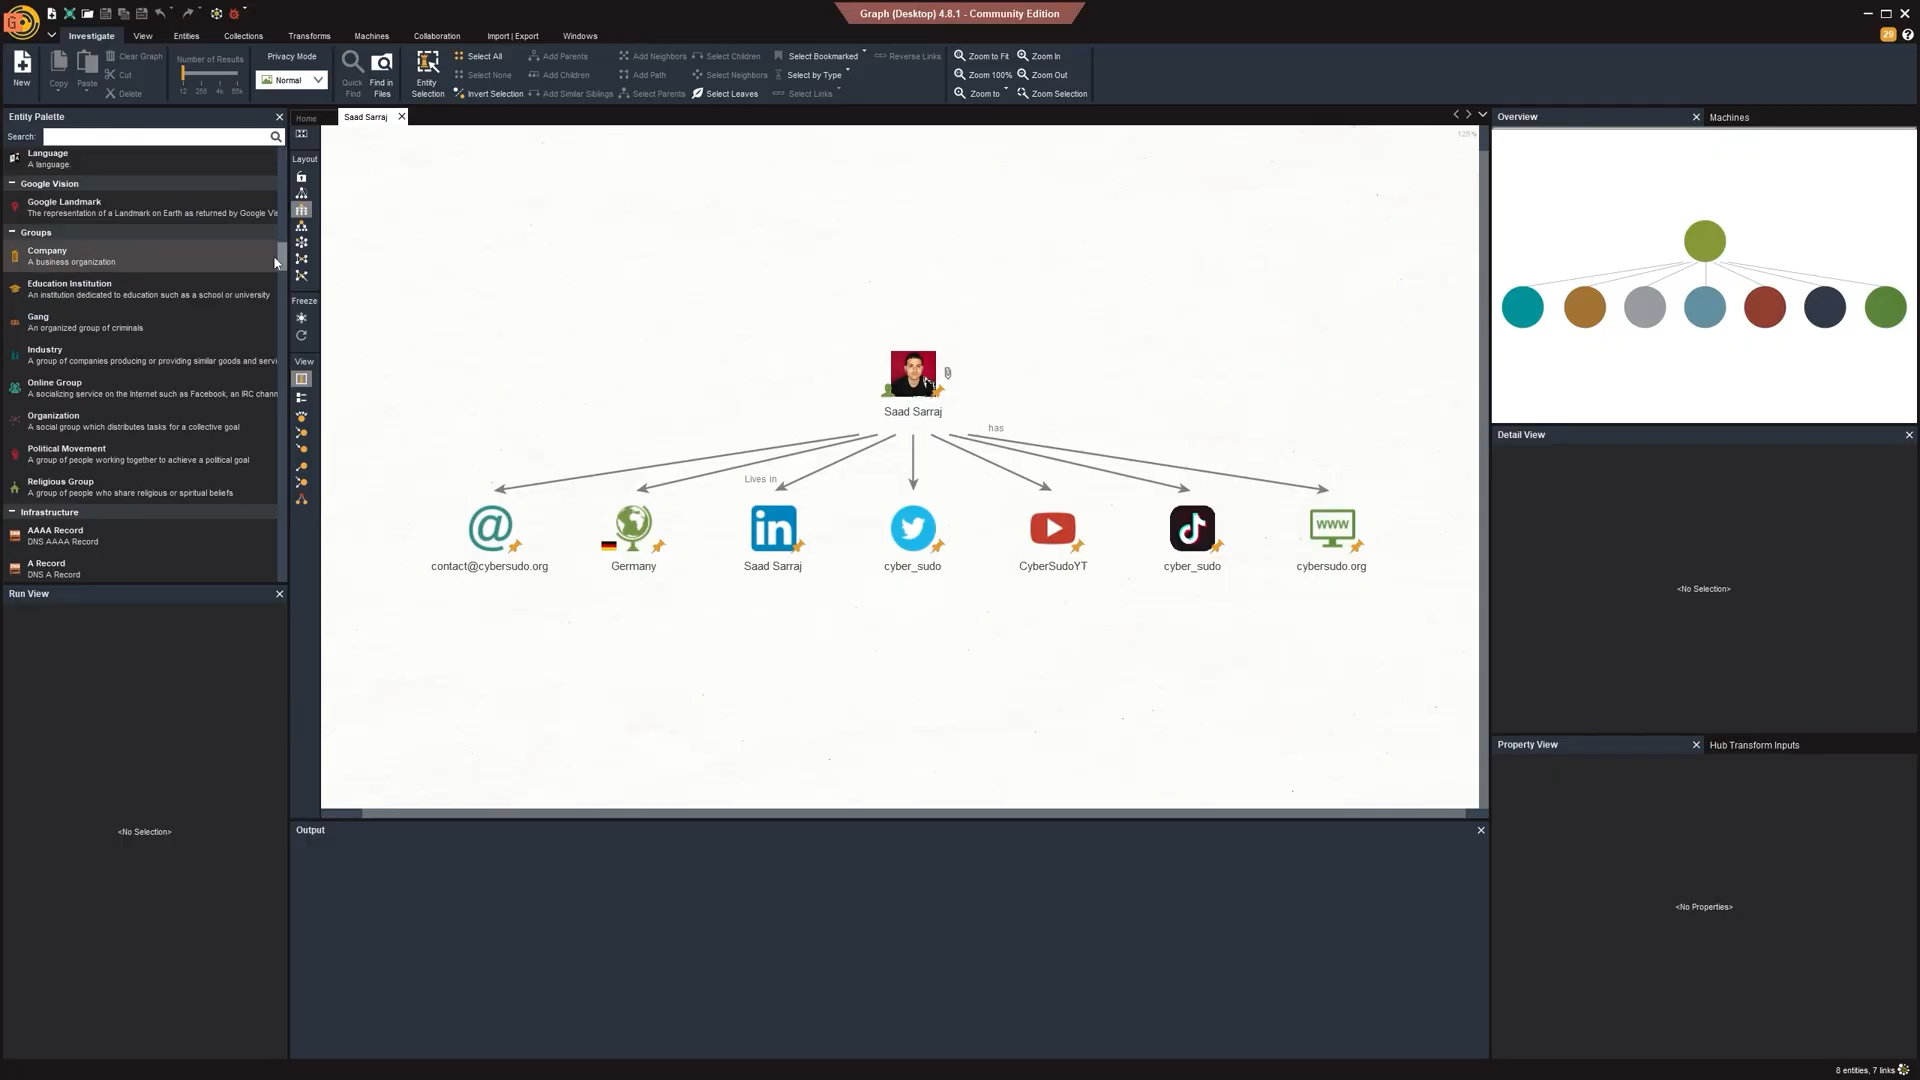 Graph (Desktop) 4.8.1 - Community Edition
Investigate
View
Entities
Collections
Transforms
Machines
Collaboration
Import | Export
Windows
29
New
Copy
Paste
Clear Graph
Cut
Delete
Number of Results
12 256 4k 65k
Privacy Mode
Normal
Quick
Find
Find in
Files
Entity
Selection
Select All
Select None
Invert Selection
Add Parents
Add Children
Add Similar Siblings
Add Neighbors
Add Path
Select Parents
Select Children
Select Neighbors
Select Leaves
Select Bookmarked
Select by Type
Select Links
Reverse Links
Zoom to Fit
Zoom 100%
Zoom to
Zoom In
Zoom Out
Zoom Selection
Entity Palette
Search:
Language
A language.
Google Vision
Google Landmark
The representation of a Landmark on Earth as returned by Google Vis
Groups
Company
A business organization
Education Institution
An institution dedicated to education such as a school or university
Gang
An organized group of criminals
Industry
A group of companies producing or providing similar goods and servi
Online Group
A socializing service on the Internet such as Facebook, an IRC chann
Organization
A social group which distributes tasks for a collective goal
Political Movement
A group of people working together to achieve a political goal
Religious Group
A group of people who share religious or spiritual beliefs
Infrastructure
AAAA Record
DNS AAAA Record
A Record
DNS A Record
Run View
<No Selection>
Home
Saad Sarraj
Layout
Freeze
View
125%
Saad Sarraj
has
Lives in
@
in
www
contact@cybersudo.org
Germany
Saad Sarraj
cyber_sudo
CyberSudoYT
cyber_sudo
cybersudo.org
Output
Overview
Machines
Detail View
<No Selection>
Property View
Hub Transform Inputs
<No Properties>
8 entities, 7 links